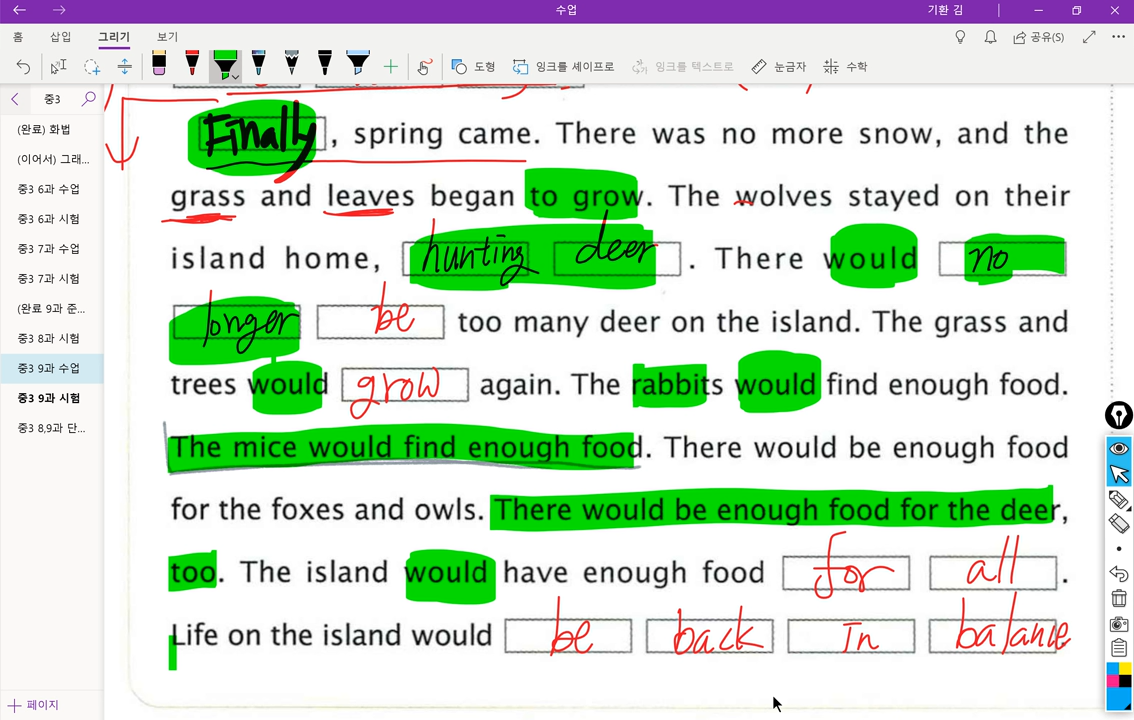 수업
기환 김
홈 삽입 그리기 보기
공유(S)
도형 잉크를 셰이프로 잉크를 텍스트로 눈금자 수학
중3
(완료) 화법
(이어서) 그래...
중3 6과 수업
중3 6과 시험
중3 7과 수업
중3 7과 시험
(완료 9과 준...
중3 8과 시험
중3 9과 수업
중3 9과 시험
중3 8,9과 단...
페이지
Finally, spring came. There was no more snow, and the
grass and leaves began to grow. The wolves stayed on their
island home, hunting deer. There would no
longer be too many deer on the island. The grass and
trees would grow again. The rabbits would find enough food.
The mice would find enough food. There would be enough food
for the foxes and owls. There would be enough food for the deer,
too. The island would have enough food for all.
Life on the island would be back in balance